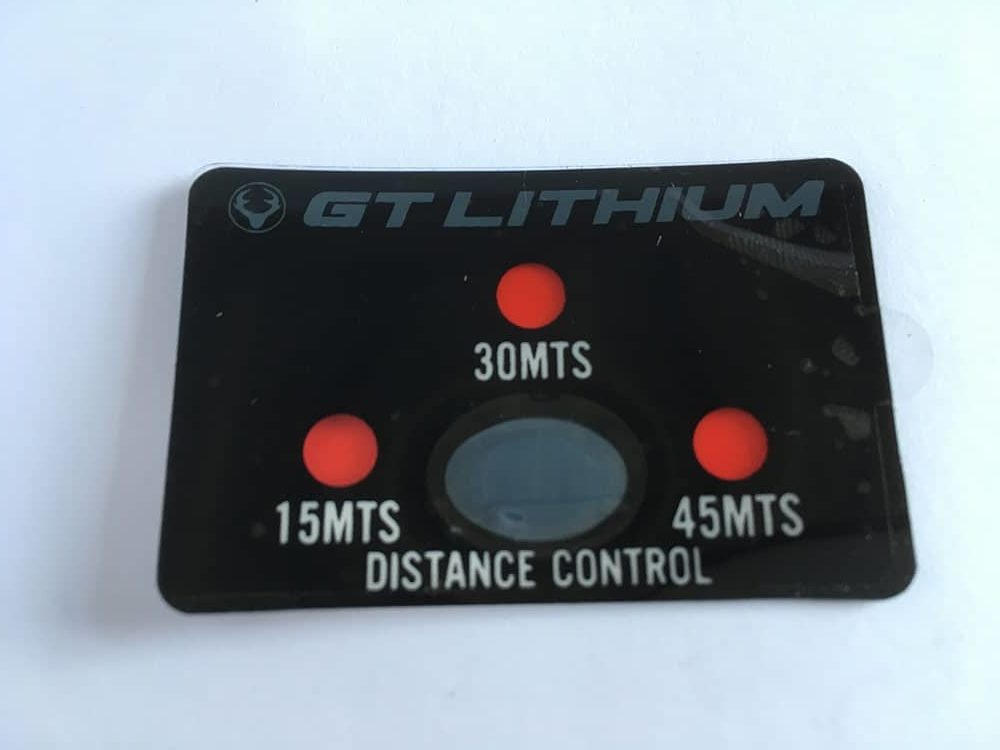 GT LITHIUM
30MTS
15MTS
45MTS
DISTANCE CONTROL